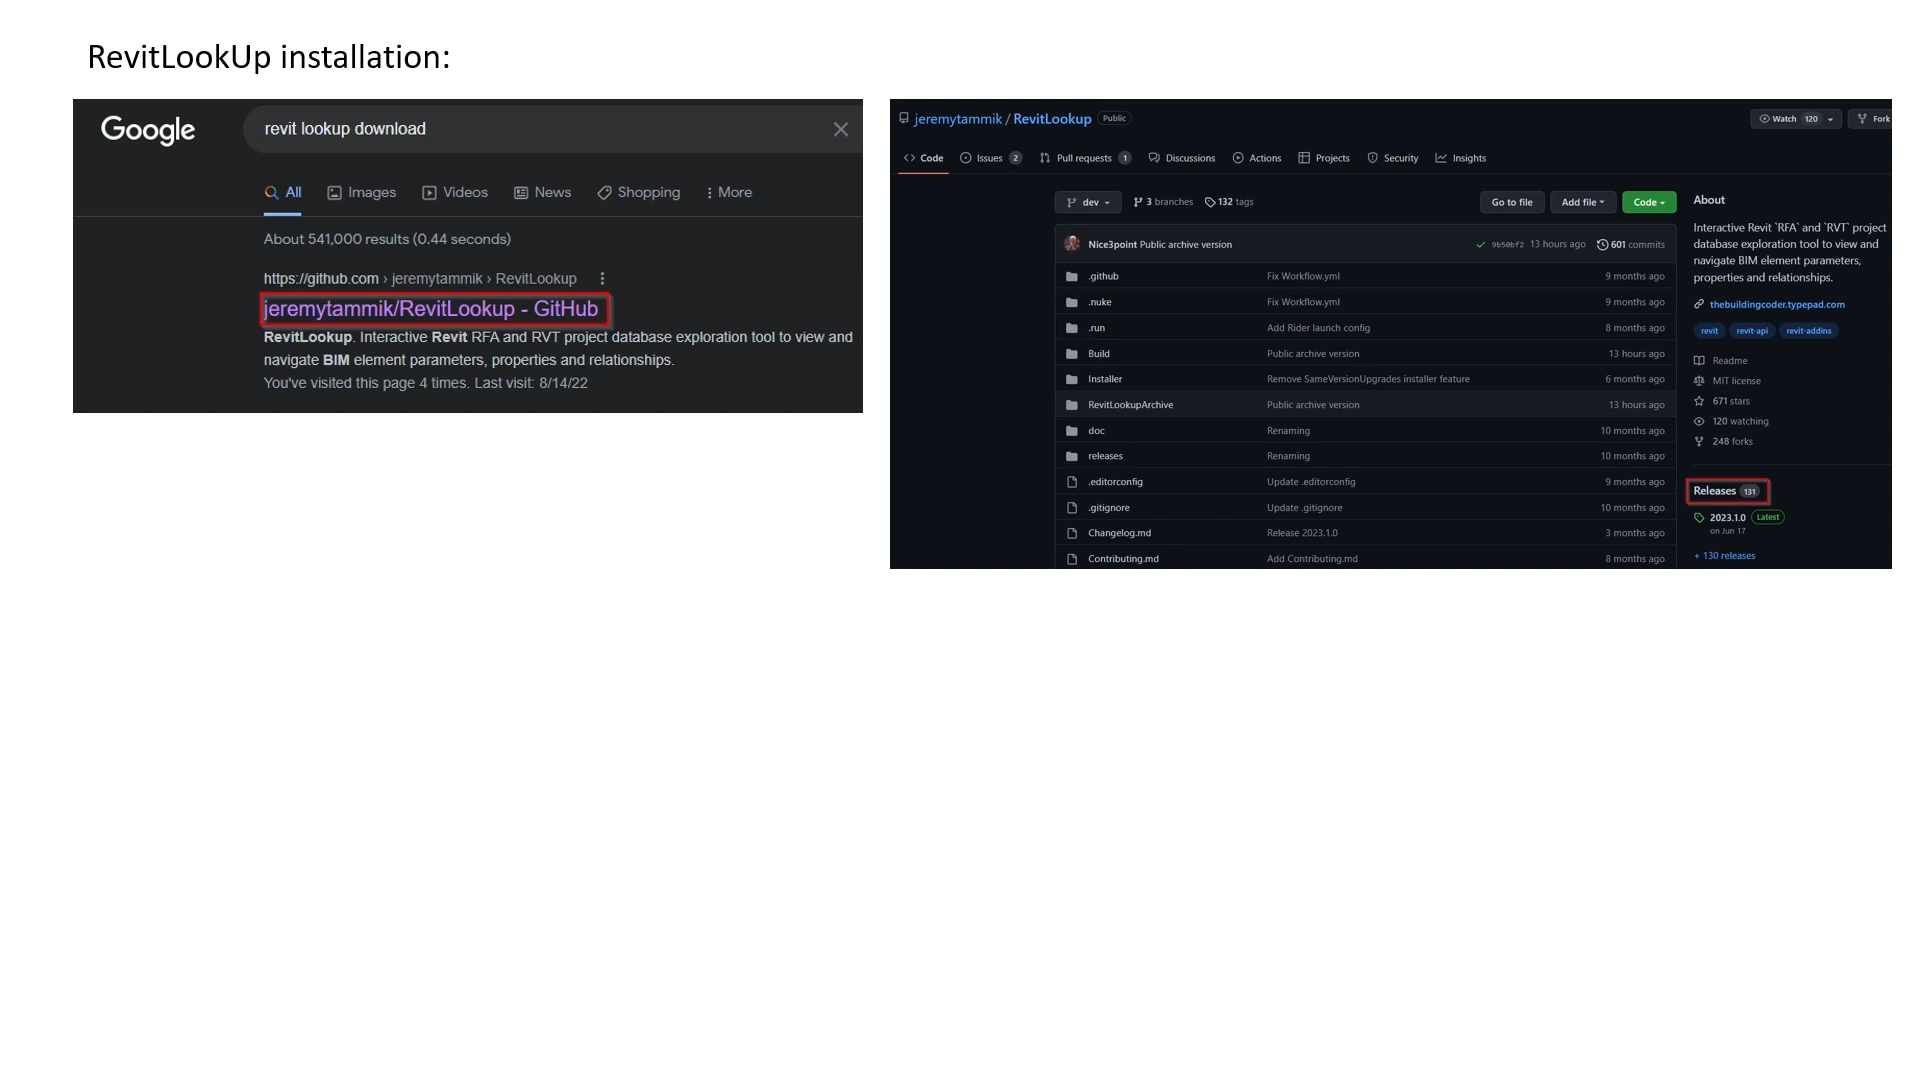 RevitLookUp installation:
Google
revit lookup download
All Images Videos News Shopping More
About 541,000 results (0.44 seconds)
https://github.com › jeremytammik › RevitLookup
jeremytammik/RevitLookup - GitHub
RevitLookup. Interactive Revit RFA and RVT project database exploration tool to view and
navigate BIM element parameters, properties and relationships.
You've visited this page 4 times. Last visit: 8/14/22
jeremytammik / RevitLookup Public
Watch 120 Fork
Code Issues 2 Pull requests 1 Discussions Actions Projects Security Insights
dev 3 branches 132 tags Go to file Add file Code
Nice3point Public archive version 9b50bf2 13 hours ago 601 commits
.github Fix Workflow.yml 9 months ago
.nuke Fix Workflow.yml 9 months ago
.run Add Rider launch config 8 months ago
Build Public archive version 13 hours ago
Installer Remove SameVersionUpgrades installer feature 6 months ago
RevitLookupArchive Public archive version 13 hours ago
doc Renaming 10 months ago
releases Renaming 10 months ago
.editorconfig Update .editorconfig 9 months ago
.gitignore Update .gitignore 10 months ago
Changelog.md Release 2023.1.0 3 months ago
Contributing.md Add Contributing.md 8 months ago
About
Interactive Revit `RFA` and `RVT` project
database exploration tool to view and
navigate BIM element parameters,
properties and relationships.
thebuildingcoder.typepad.com
revit revit-api revit-addins
Readme
MIT license
671 stars
120 watching
248 forks
Releases 131
2023.1.0 Latest
on Jun 17
+ 130 releases